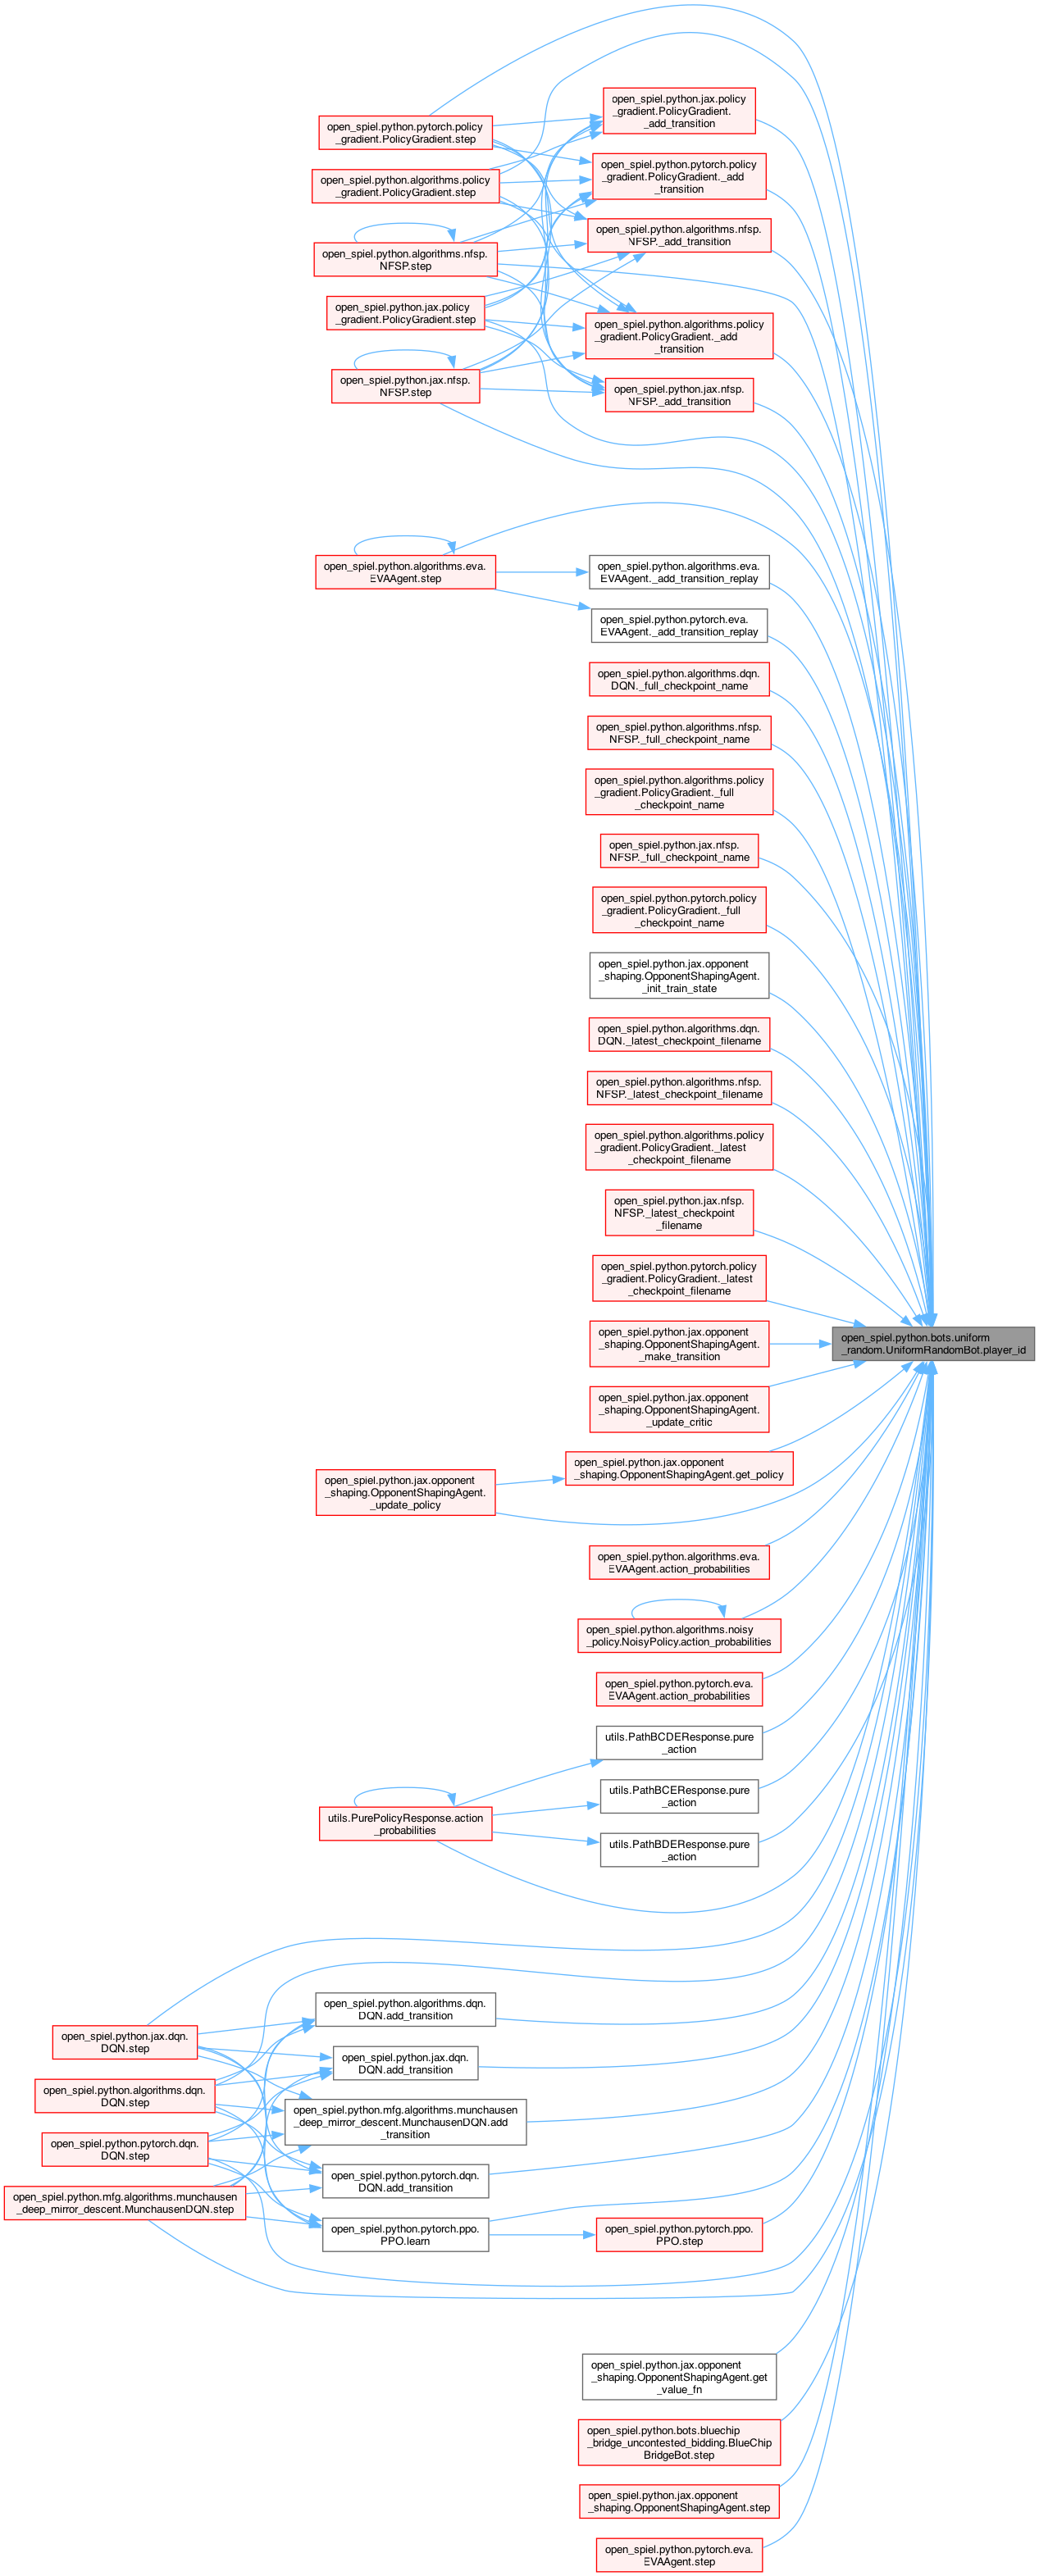 open_spiel.python.jax.policy
_gradient.PolicyGradient.
_add_transition
open_spiel.python.pytorch.policy
_gradient.PolicyGradient.step
open_spiel.python.pytorch.policy
_gradient.PolicyGradient._add
_transition
open_spiel.python.algorithms.policy
_gradient.PolicyGradient.step
open_spiel.python.algorithms.nfsp.
NFSP._add_transition
open_spiel.python.algorithms.nfsp.
NFSP.step
open_spiel.python.jax.policy
_gradient.PolicyGradient.step
open_spiel.python.algorithms.policy
_gradient.PolicyGradient._add
_transition
open_spiel.python.jax.nfsp.
NFSP.step
open_spiel.python.jax.nfsp.
NFSP._add_transition
open_spiel.python.algorithms.eva.
EVAAgent.step
open_spiel.python.algorithms.eva.
EVAAgent._add_transition_replay
open_spiel.python.pytorch.eva.
EVAAgent._add_transition_replay
open_spiel.python.algorithms.dqn.
DQN._full_checkpoint_name
open_spiel.python.algorithms.nfsp.
NFSP._full_checkpoint_name
open_spiel.python.algorithms.policy
_gradient.PolicyGradient._full
_checkpoint_name
open_spiel.python.jax.nfsp.
NFSP._full_checkpoint_name
open_spiel.python.pytorch.policy
_gradient.PolicyGradient._full
_checkpoint_name
open_spiel.python.jax.opponent
_shaping.OpponentShapingAgent.
_init_train_state
open_spiel.python.algorithms.dqn.
DQN._latest_checkpoint_filename
open_spiel.python.algorithms.nfsp.
NFSP._latest_checkpoint_filename
open_spiel.python.algorithms.policy
_gradient.PolicyGradient._latest
_checkpoint_filename
open_spiel.python.jax.nfsp.
NFSP._latest_checkpoint
_filename
open_spiel.python.pytorch.policy
_gradient.PolicyGradient._latest
_checkpoint_filename
open_spiel.python.bots.uniform
_random.UniformRandomBot.player_id
open_spiel.python.jax.opponent
_shaping.OpponentShapingAgent.
_make_transition
open_spiel.python.jax.opponent
_shaping.OpponentShapingAgent.
_update_critic
open_spiel.python.jax.opponent
_shaping.OpponentShapingAgent.get_policy
open_spiel.python.jax.opponent
_shaping.OpponentShapingAgent.
_update_policy
open_spiel.python.algorithms.eva.
EVAAgent.action_probabilities
open_spiel.python.algorithms.noisy
_policy.NoisyPolicy.action_probabilities
open_spiel.python.pytorch.eva.
EVAAgent.action_probabilities
utils.PathBCDEResponse.pure
_action
utils.PathBCEResponse.pure
_action
utils.PurePolicyResponse.action
_probabilities
utils.PathBDEResponse.pure
_action
open_spiel.python.algorithms.dqn.
DQN.add_transition
open_spiel.python.jax.dqn.
DQN.step
open_spiel.python.jax.dqn.
DQN.add_transition
open_spiel.python.algorithms.dqn.
DQN.step
open_spiel.python.mfg.algorithms.munchausen
_deep_mirror_descent.MunchausenDQN.add
_transition
open_spiel.python.pytorch.dqn.
DQN.step
open_spiel.python.pytorch.dqn.
DQN.add_transition
open_spiel.python.mfg.algorithms.munchausen
_deep_mirror_descent.MunchausenDQN.step
open_spiel.python.pytorch.ppo.
PPO.learn
open_spiel.python.pytorch.ppo.
PPO.step
open_spiel.python.jax.opponent
_shaping.OpponentShapingAgent.get
_value_fn
open_spiel.python.bots.bluechip
_bridge_uncontested_bidding.BlueChip
BridgeBot.step
open_spiel.python.jax.opponent
_shaping.OpponentShapingAgent.step
open_spiel.python.pytorch.eva.
EVAAgent.step